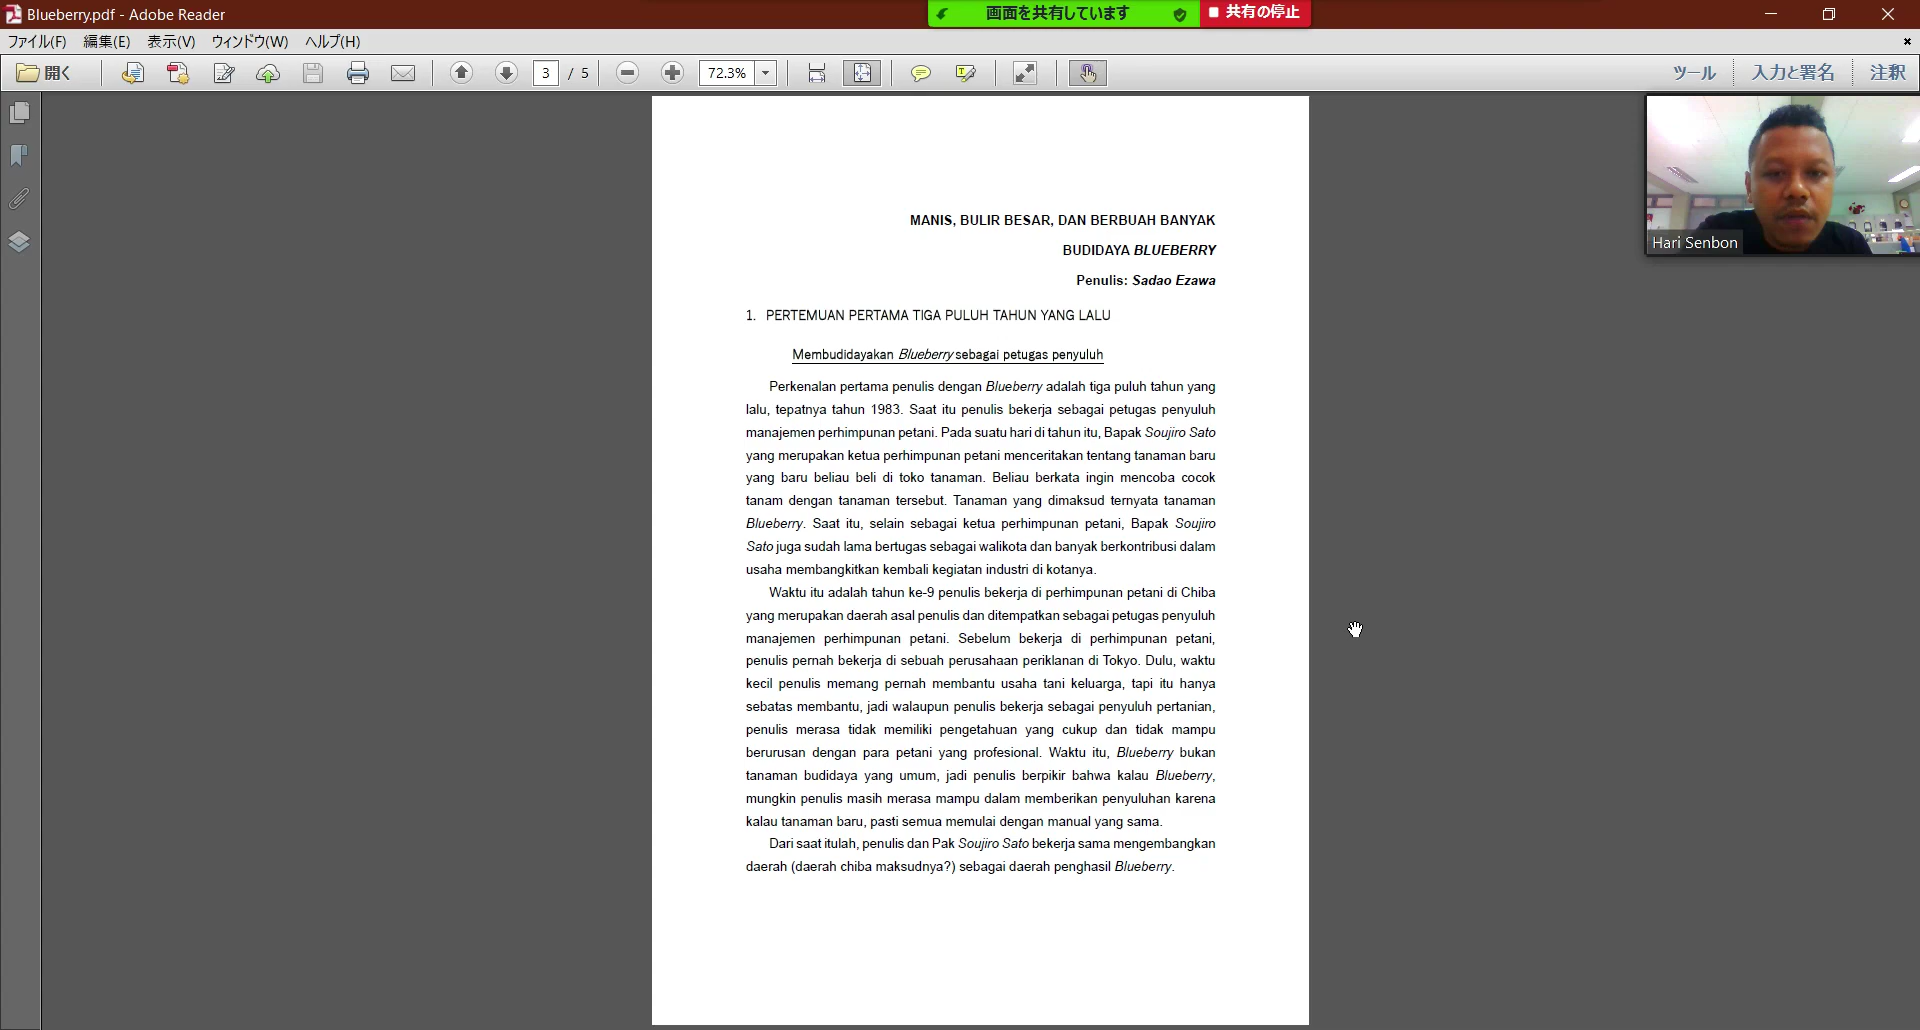 Blueberry.pdf - Adobe Reader
画面を共有しています
共有の停止
ファイル(F) 編集(E) 表示(V) ウィンドウ(W) ヘルプ(H)
開く
3 / 5
72.3%
ツール 入力と署名 注釈
Hari Senbon
MANIS, BULIR BESAR, DAN BERBUAH BANYAK
BUDIDAYA BLUEBERRY
Penulis: Sadao Ezawa
1. PERTEMUAN PERTAMA TIGA PULUH TAHUN YANG LALU
Membudidayakan Blueberry sebagai petugas penyuluh
Perkenalan pertama penulis dengan Blueberry adalah tiga puluh tahun yang
lalu, tepatnya tahun 1983. Saat itu penulis bekerja sebagai petugas penyuluh
manajemen perhimpunan petani. Pada suatu hari di tahun itu, Bapak Soujiro Sato
yang merupakan ketua perhimpunan petani menceritakan tentang tanaman baru
yang baru beliau beli di toko tanaman. Beliau berkata ingin mencoba cocok
tanam dengan tanaman tersebut. Tanaman yang dimaksud ternyata tanaman
Blueberry. Saat itu, selain sebagai ketua perhimpunan petani, Bapak Soujiro
Sato juga sudah lama bertugas sebagai walikota dan banyak berkontribusi dalam
usaha membangkitkan kembali kegiatan industri di kotanya.
Waktu itu adalah tahun ke-9 penulis bekerja di perhimpunan petani di Chiba
yang merupakan daerah asal penulis dan ditempatkan sebagai petugas penyuluh
manajemen perhimpunan petani. Sebelum bekerja di perhimpunan petani,
penulis pernah bekerja di sebuah perusahaan periklanan di Tokyo. Dulu, waktu
kecil penulis memang pernah membantu usaha tani keluarga, tapi itu hanya
sebatas membantu, jadi walaupun penulis bekerja sebagai penyuluh pertanian,
penulis merasa tidak memiliki pengetahuan yang cukup dan tidak mampu
berurusan dengan para petani yang profesional. Waktu itu, Blueberry bukan
tanaman budidaya yang umum, jadi penulis berpikir bahwa kalau Blueberry,
mungkin penulis masih merasa mampu dalam memberikan penyuluhan karena
kalau tanaman baru, pasti semua memulai dengan manual yang sama.
Dari saat itulah, penulis dan Pak Soujiro Sato bekerja sama mengembangkan
daerah (daerah chiba maksudnya?) sebagai daerah penghasil Blueberry.